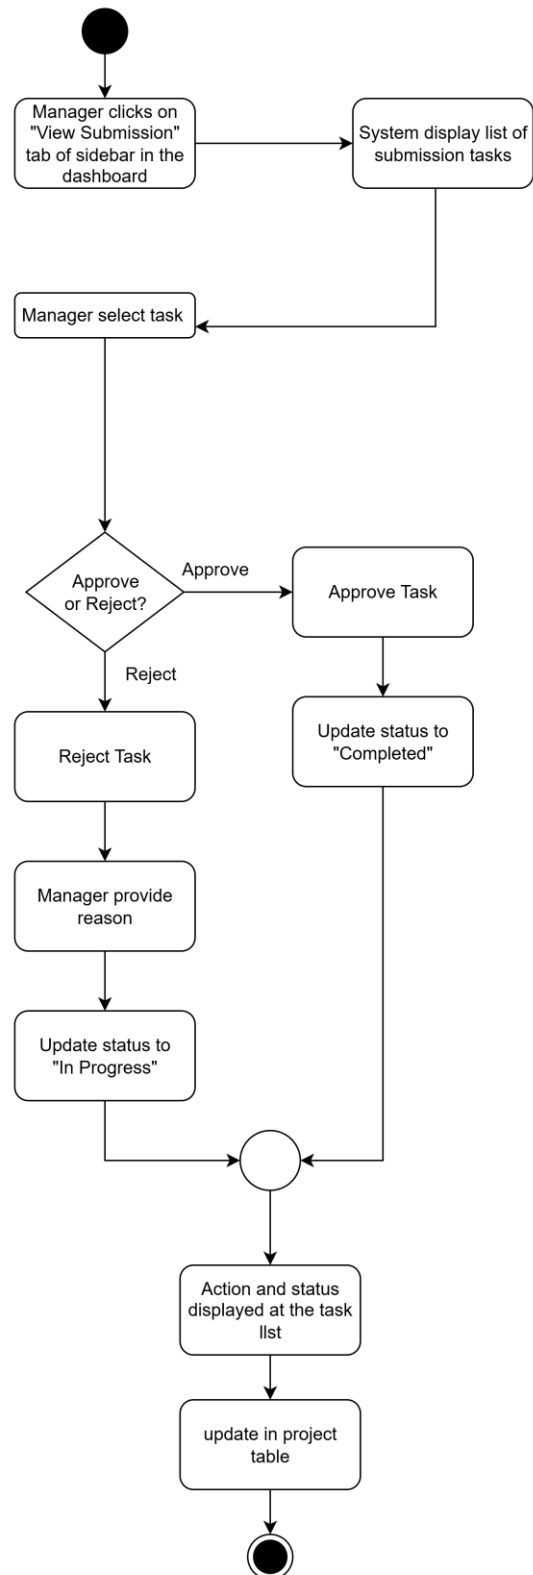 Manager clicks on
"View Submission"
tab of sidebar in the
dashboard
System display list of
submission tasks
Manager select task
Approve
or Reject?
Approve
Approve Task
Reject
Update status to
"Completed"
Reject Task
Manager provide
reason
Update status to
"In Progress"
Action and status
displayed at the task
llst
update in project
table